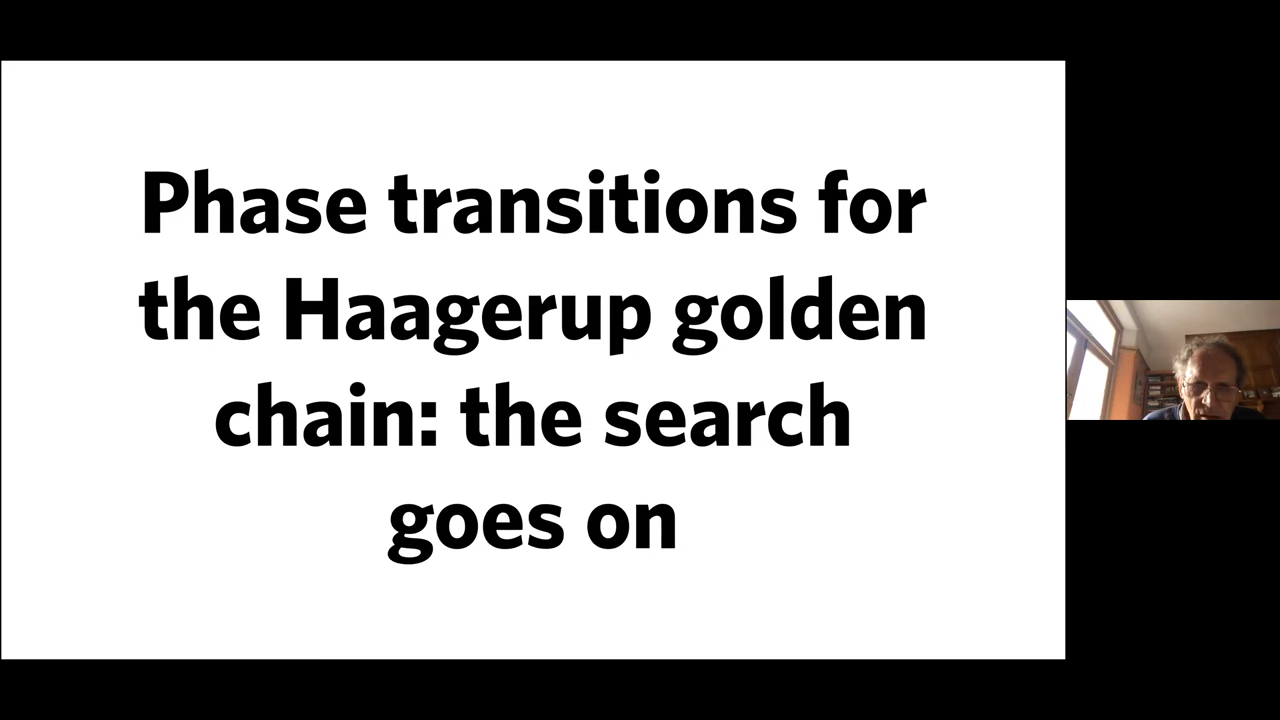 Phase transitions for
the Haagerup golden
chain: the search
goes on